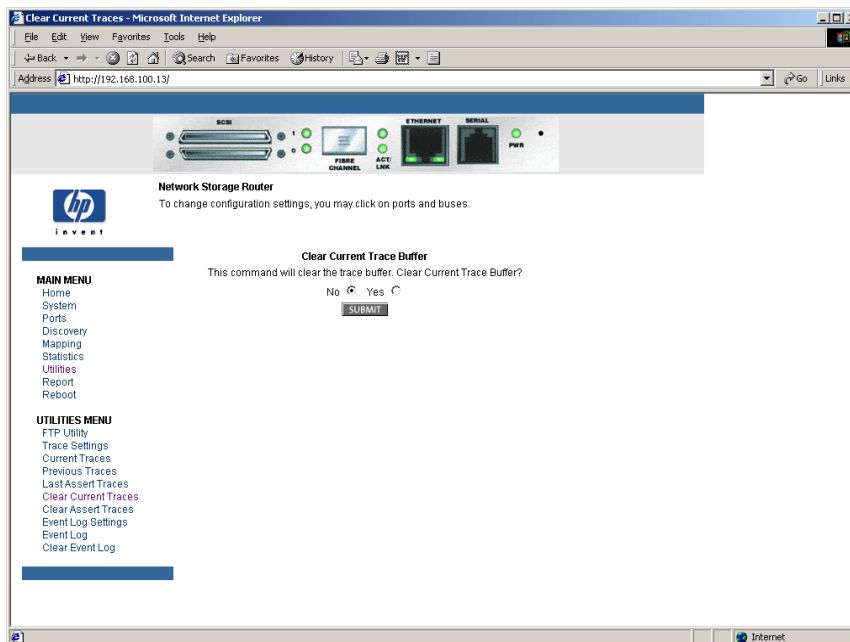 Clear Current Traces - Microsoft Internet Explorer
File Edit View Favorites Tools Help
Back Search Favorites History
Address http://192.168.100.13/ Go Links
SCSI
1
0
FIBRE CHANNEL
ACT/ LNK
ETHERNET
SERIAL
PWR
hp
invent
Network Storage Router
To change configuration settings, you may click on ports and buses.
Clear Current Trace Buffer
This command will clear the trace buffer. Clear Current Trace Buffer?
No Yes
SUBMIT
MAIN MENU
Home
System
Ports
Discovery
Mapping
Statistics
Utilities
Report
Reboot
UTILITIES MENU
FTP Utility
Trace Settings
Current Traces
Previous Traces
Last Assert Traces
Clear Current Traces
Clear Assert Traces
Event Log Settings
Event Log
Clear Event Log
Internet